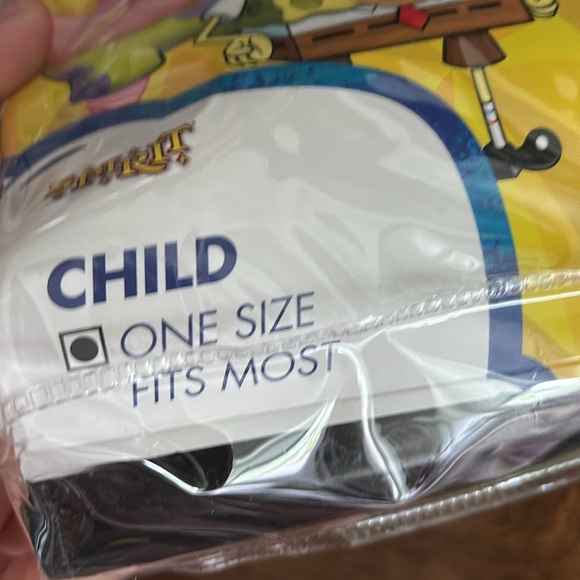 SPIRIT
CHILD
ONE SIZE
FITS MOST